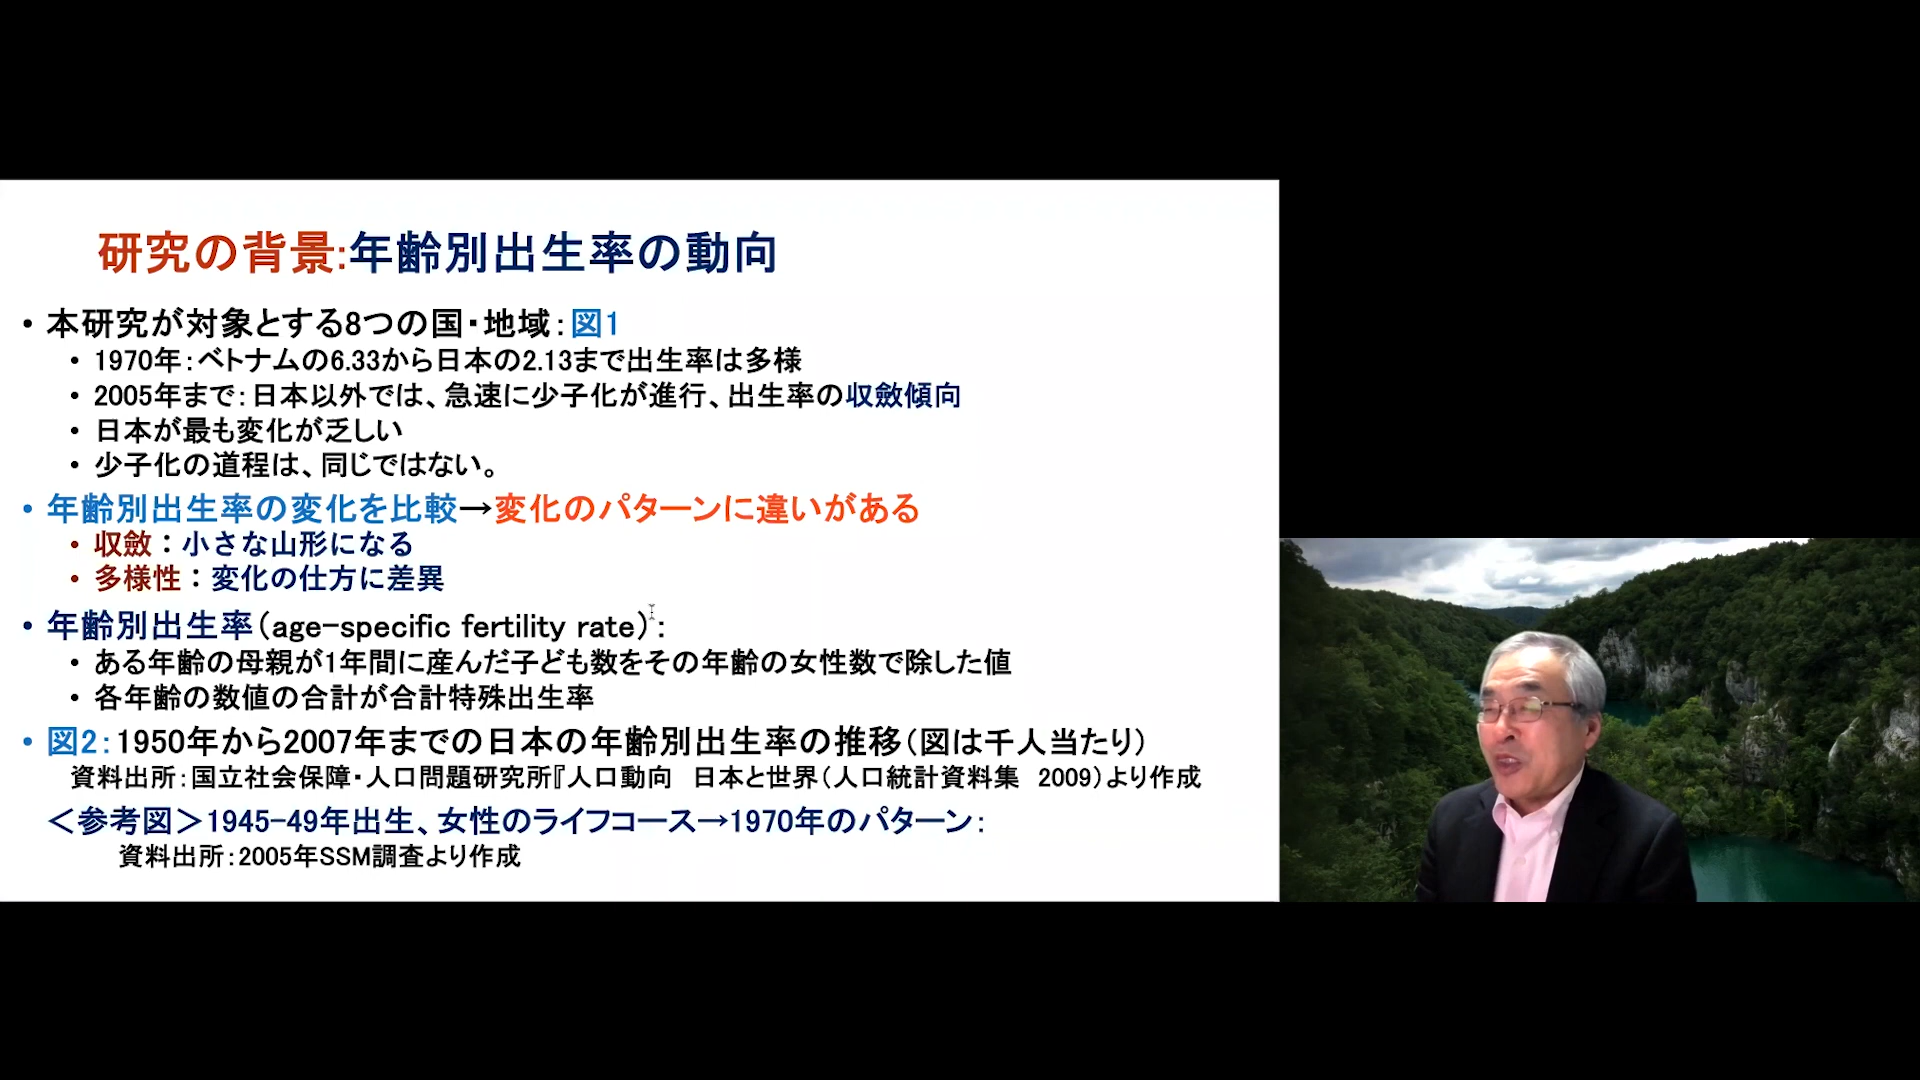 研究の背景:年齢別出生率の動向
• 本研究が対象とする8つの国・地域：図1
• 1970年：ベトナムの6.33から日本の2.13まで出生率は多様
• 2005年まで：日本以外では、急速に少子化が進行、出生率の収斂傾向
• 日本が最も変化が乏しい
• 少子化の道程は、同じではない。
• 年齢別出生率の変化を比較→変化のパターンに違いがある
• 収斂：小さな山形になる
• 多様性：変化の仕方に差異
• 年齢別出生率（age-specific fertility rate）：
• ある年齢の母親が1年間に産んだ子ども数をその年齢の女性数で除した値
• 各年齢の数値の合計が合計特殊出生率
• 図2：1950年から2007年までの日本の年齢別出生率の推移（図は千人当たり）
資料出所：国立社会保障・人口問題研究所『人口動向　日本と世界（人口統計資料集　2009）より作成
＜参考図＞1945-49年出生、女性のライフコース→1970年のパターン：
資料出所：2005年SSM調査より作成